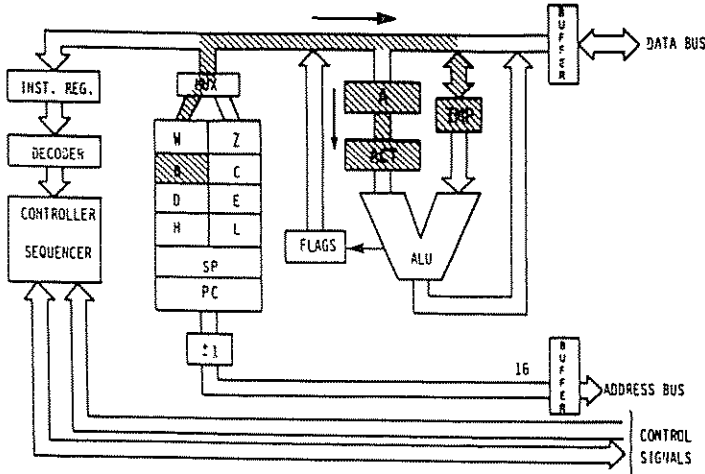 BUFFER
DATA BUS
MUX
INST. REG.
A
TMP
W Z
DECODER
ACT
B C
D E
CONTROLLER
SEQUENCER
H L
FLAGS
ALU
SP
PC
±1
16
BUFFER
ADDRESS BUS
CONTROL
SIGNALS